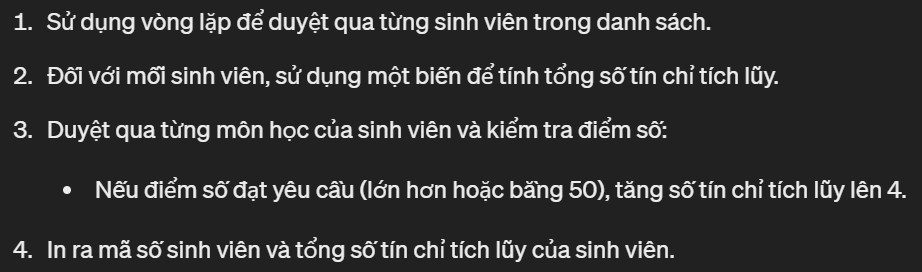 1. Sử dụng vòng lặp để duyệt qua từng sinh viên trong danh sách.
2. Đối với mỗi sinh viên, sử dụng một biến để tính tổng số tín chỉ tích lũy.
3. Duyệt qua từng môn học của sinh viên và kiểm tra điểm số:
• Nếu điểm số đạt yêu cầu (lớn hơn hoặc bằng 50), tăng số tín chỉ tích lũy lên 4.
4. In ra mã số sinh viên và tổng số tín chỉ tích lũy của sinh viên.